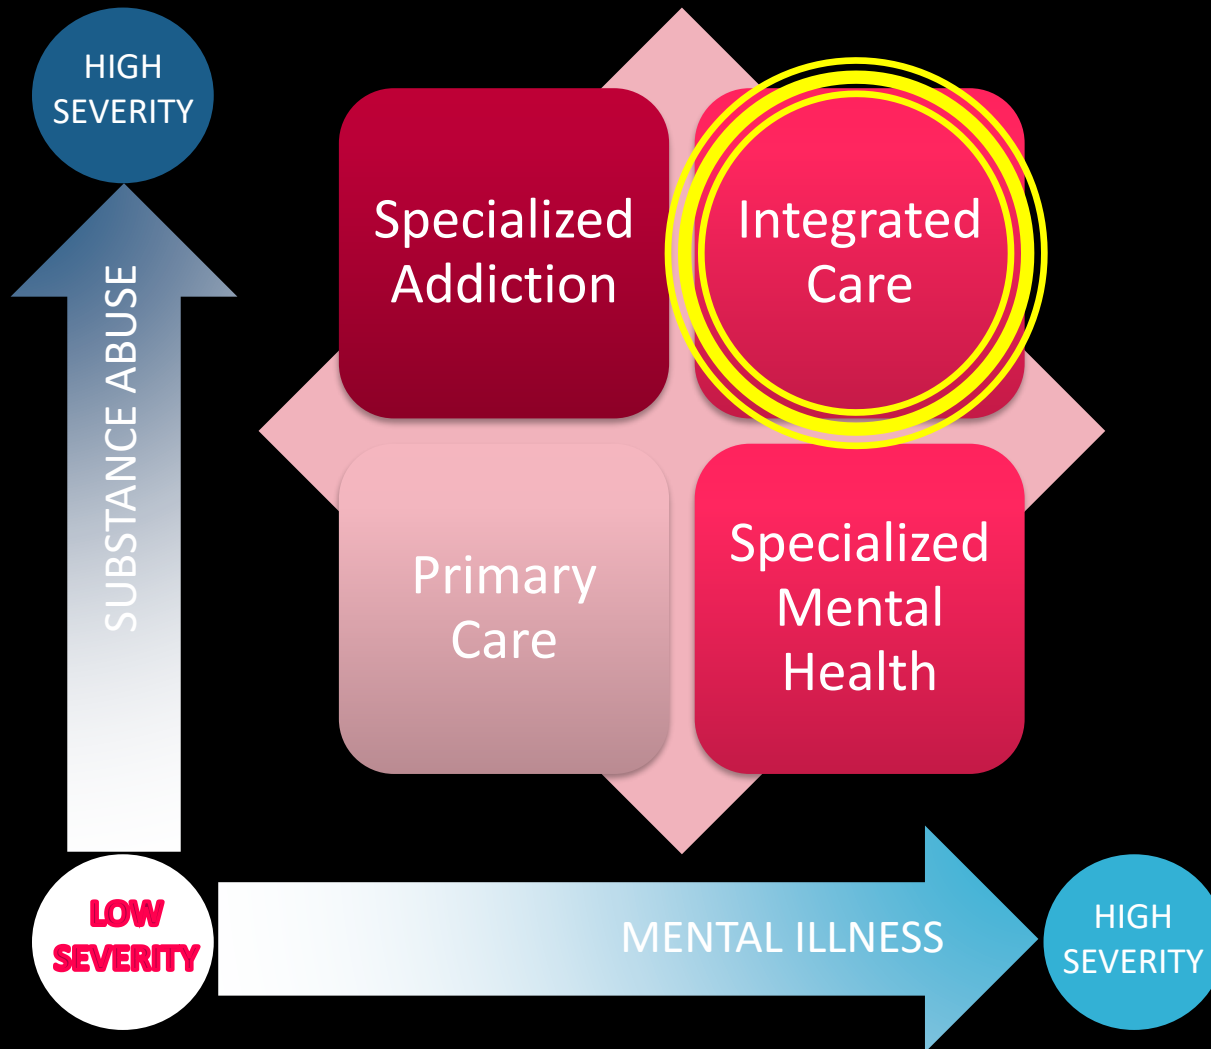 HIGH
SEVERITY
SUBSTANCE ABUSE
Specialized
Addiction
Integrated
Care
Primary
Care
Specialized
Mental
Health
LOW
SEVERITY
MENTAL ILLNESS
HIGH
SEVERITY